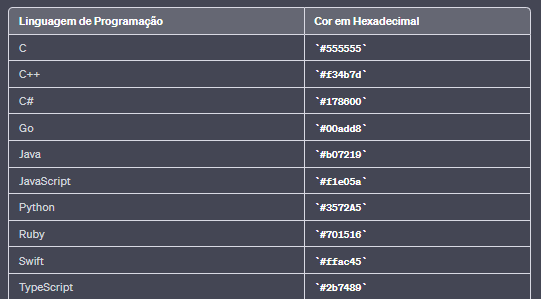 Linguagem de Programação Cor em Hexadecimal
C `#555555`
C++ `#f34b7d`
C# `#178600`
Go `#00add8`
Java `#b07219`
JavaScript `#f1e05a`
Python `#3572A5`
Ruby `#701516`
Swift `#ffac45`
TypeScript `#2b7489`